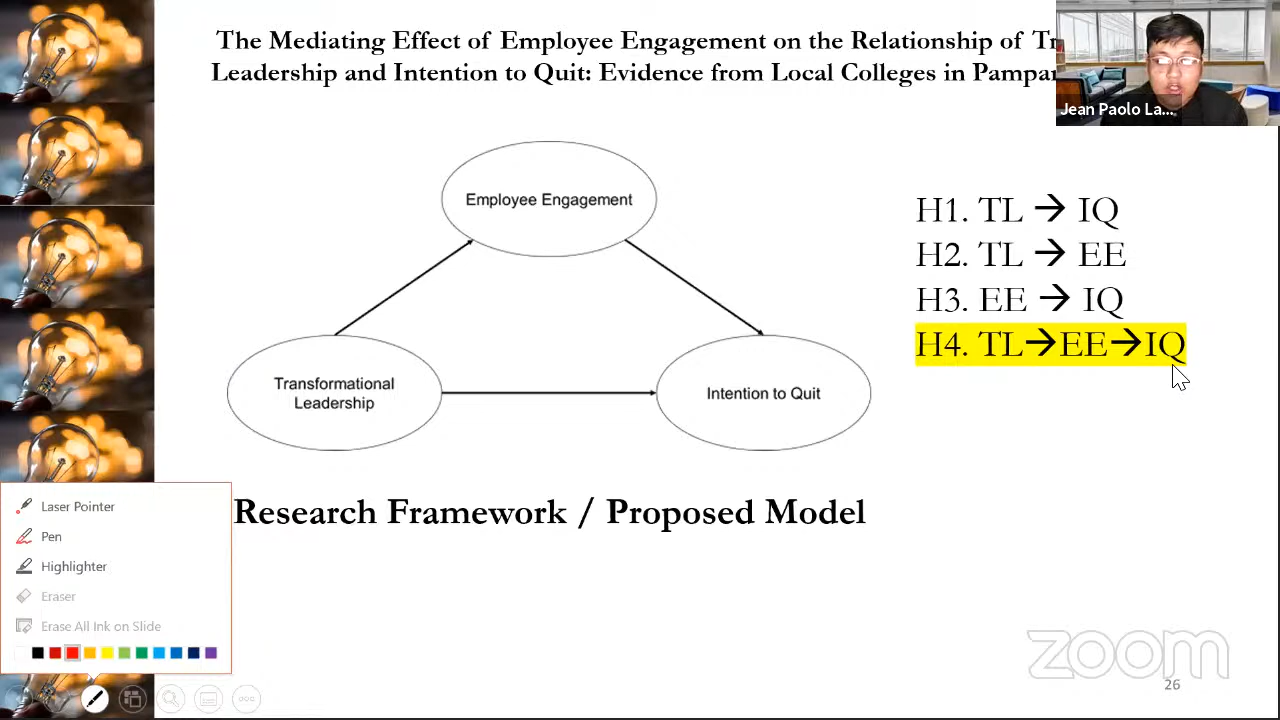 The Mediating Effect of Employee Engagement on the Relationship of
Leadership and Intention to Quit: Evidence from Local Colleges in
Jean Paolo La...
Employee Engagement
Transformational
Leadership
Intention to Quit
H1. TL → IQ
H2. TL → EE
H3. EE → IQ
H4. TL→EE→IQ
Research Framework / Proposed Model
Laser Pointer
Pen
Highlighter
Eraser
Erase All Ink on Slide
zoom
26